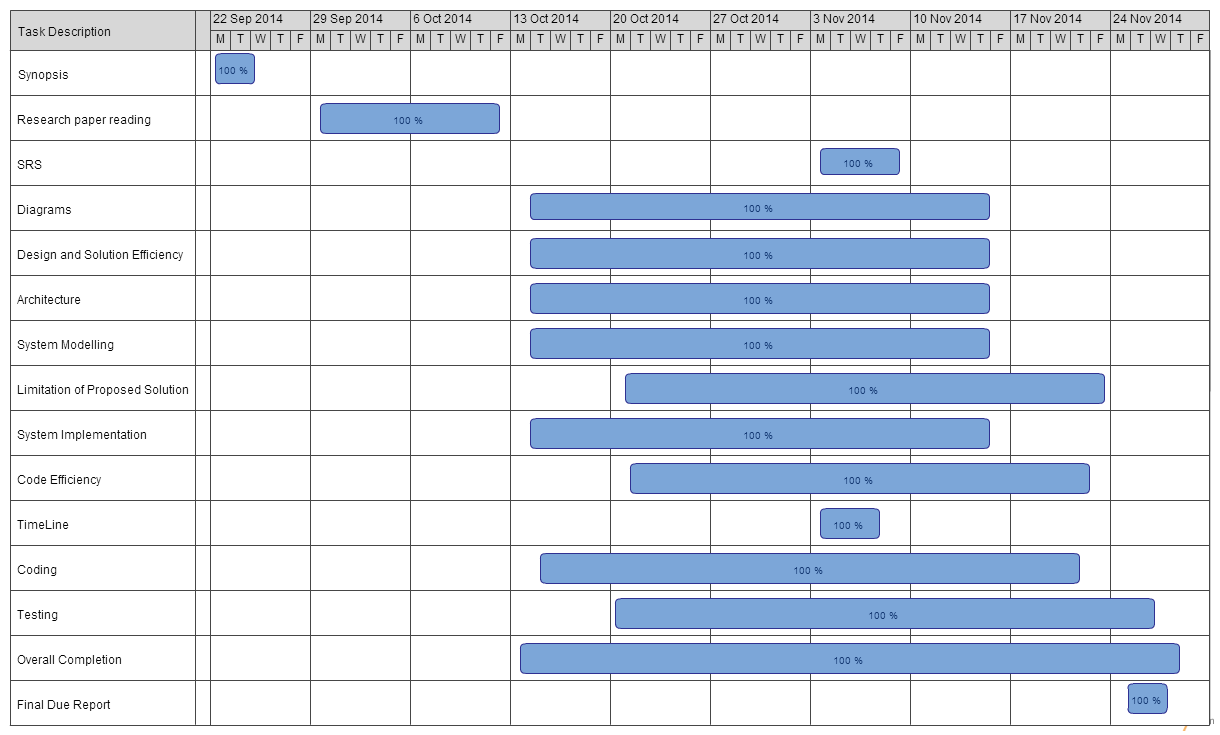 Task Description
22 Sep 2014 29 Sep 2014 6 Oct 2014 13 Oct 2014 20 Oct 2014 27 Oct 2014 3 Nov 2014 10 Nov 2014 17 Nov 2014 24 Nov 2014
M T W T F M T W T F M T W T F M T W T F M T W T F M T W T F M T W T F M T W T F M T W T F M T W T F
Synopsis 100 %
Research paper reading 100 %
SRS 100 %
Diagrams 100 %
Design and Solution Efficiency 100 %
Architecture 100 %
System Modelling 100 %
Limitation of Proposed Solution 100 %
System Implementation 100 %
Code Efficiency 100 %
TimeLine 100 %
Coding 100 %
Testing 100 %
Overall Completion 100 %
Final Due Report 100 %